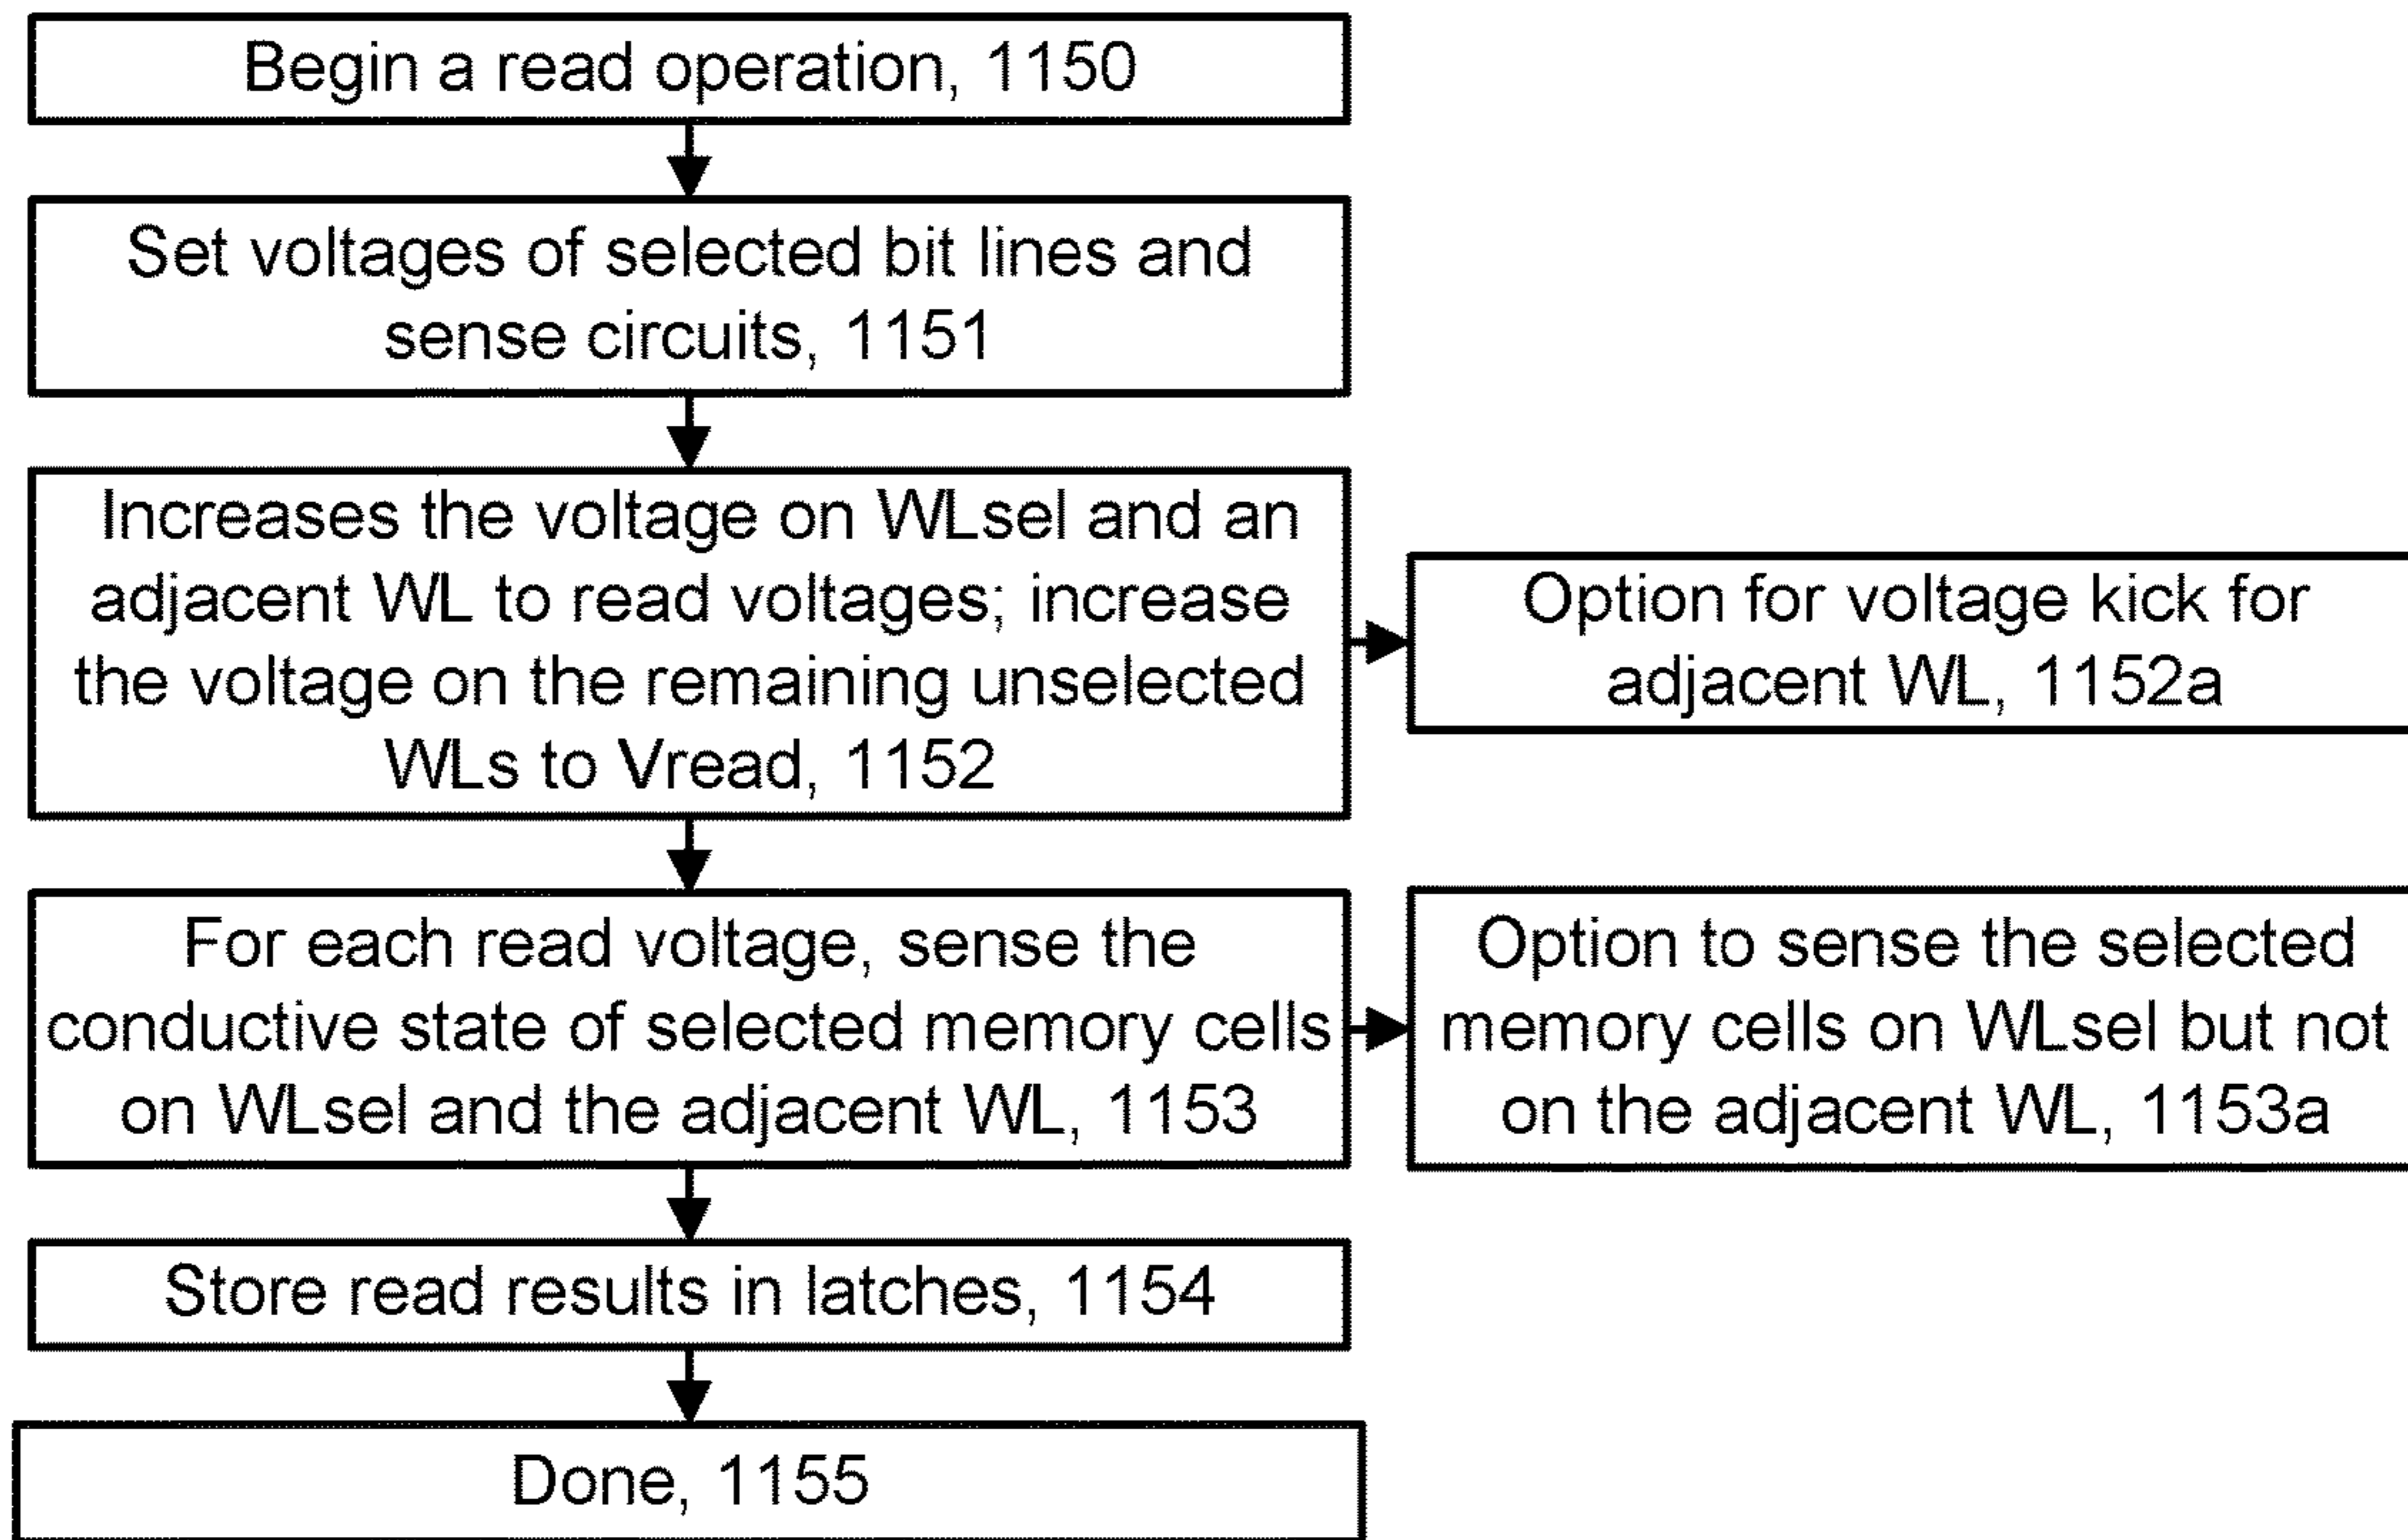 Begin a read operation, 1150
Set voltages of selected bit lines and
sense circuits, 1151
Increases the voltage on WLsel and an
adjacent WL to read voltages; increase
the voltage on the remaining unselected
WLs to Vread, 1152
Option for voltage kick for
adjacent WL, 1152a
For each read voltage, sense the
conductive state of selected memory cells
on WLsel and the adjacent WL, 1153
Option to sense the selected
memory cells on WLsel but not
on the adjacent WL, 1153a
Store read results in latches, 1154
Done, 1155